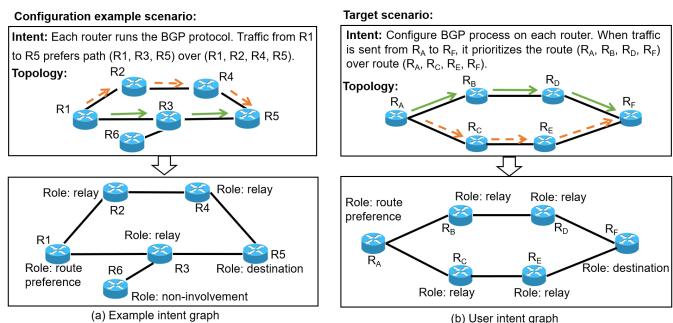 Configuration example scenario:
Intent: Each router runs the BGP protocol. Traffic from R1
to R5 prefers path (R1, R3, R5) over (R1, R2, R4, R5).
Topology:
R2
R4
R1
R3
R5
R6
Role: relay
Role: relay
R2
R4
Role: relay
R1
R3
R5
R6
Role: route
preference
Role: destination
Role: non-involvement
(a) Example intent graph
Target scenario:
Intent: Configure BGP process on each router. When traffic
is sent from RA to RF, it prioritizes the route (RA, RB, RD, RF)
over route (RA, RC, RE, RF).
Topology:
RB
RD
RA
RF
RC
RE
Role: route
preference
Role: relay
Role: relay
RB
RD
RF
RA
RC
RE
Role: destination
Role: relay
Role: relay
(b) User intent graph